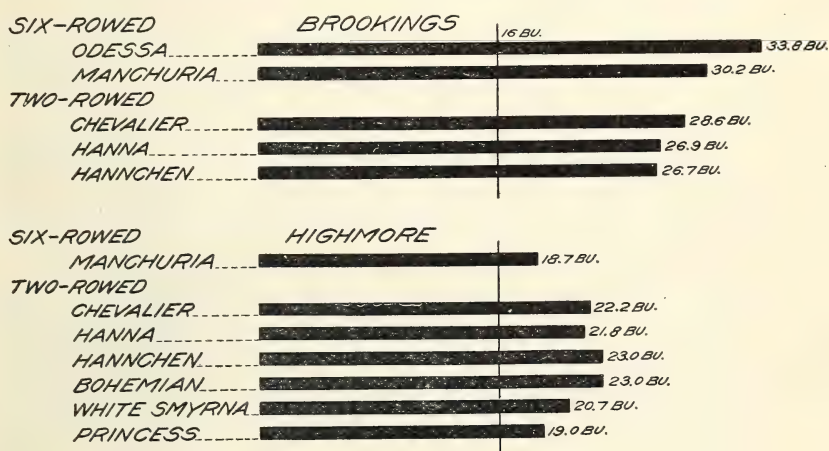 SIX-ROWED BROOKINGS 16 BU.
ODESSA 33.8 BU.
MANCHURIA 30.2 BU.
TWO-ROWED
CHEVALIER 28.6 BU.
HANNA 26.9 BU.
HANNCHEN 26.7 BU.
SIX-ROWED HIGHMORE
MANCHURIA 18.7 BU.
TWO-ROWED
CHEVALIER 22.2 BU.
HANNA 21.8 BU.
HANNCHEN 23.0 BU.
BOHEMIAN 23.0 BU.
WHITE SMYRNA 20.7 BU.
PRINCESS 19.0 BU.